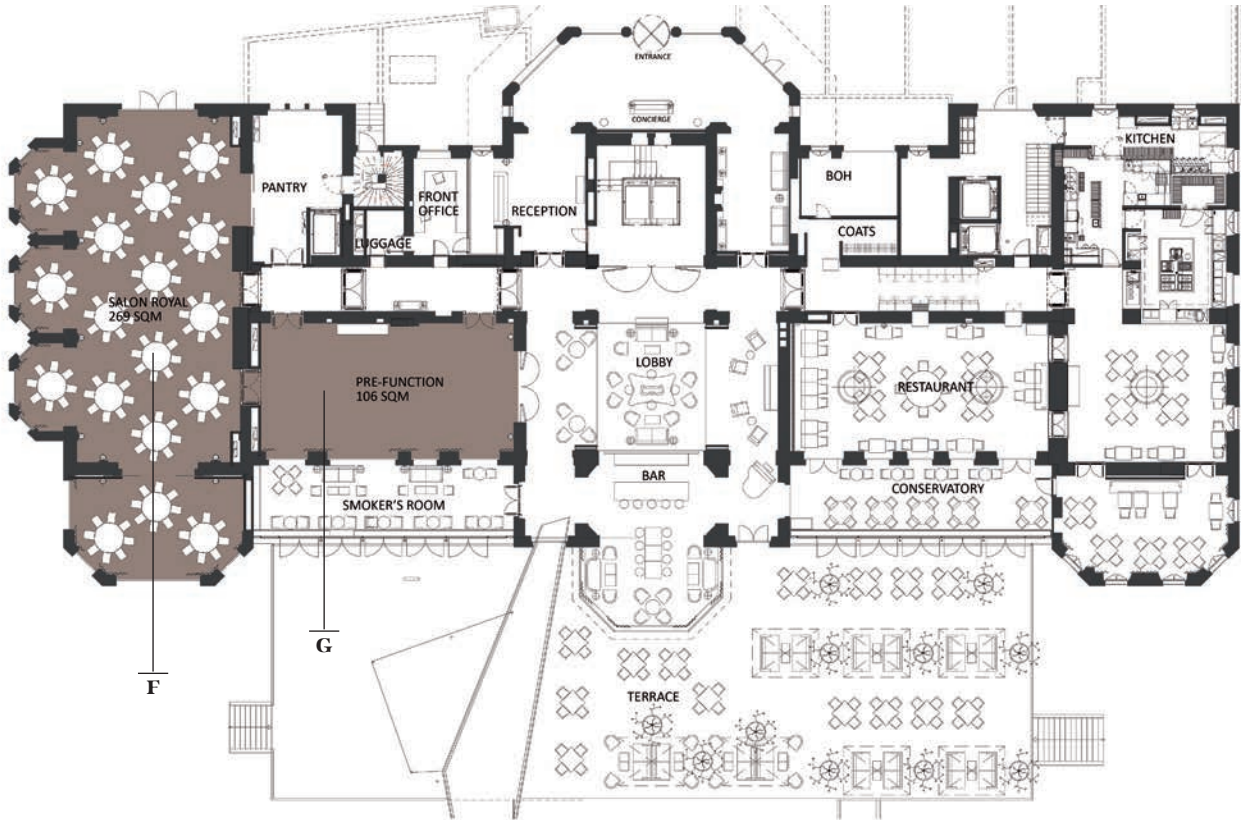 ENTRANCE
CONCIERGE
KITCHEN
PANTRY
FRONT
OFFICE
RECEPTION
BOH
LUGGAGE
COATS
SALON ROYAL
269 SQM
PRE-FUNCTION
106 SQM
LOBBY
RESTAURANT
BAR
SMOKER'S ROOM
CONSERVATORY
G
F
TERRACE